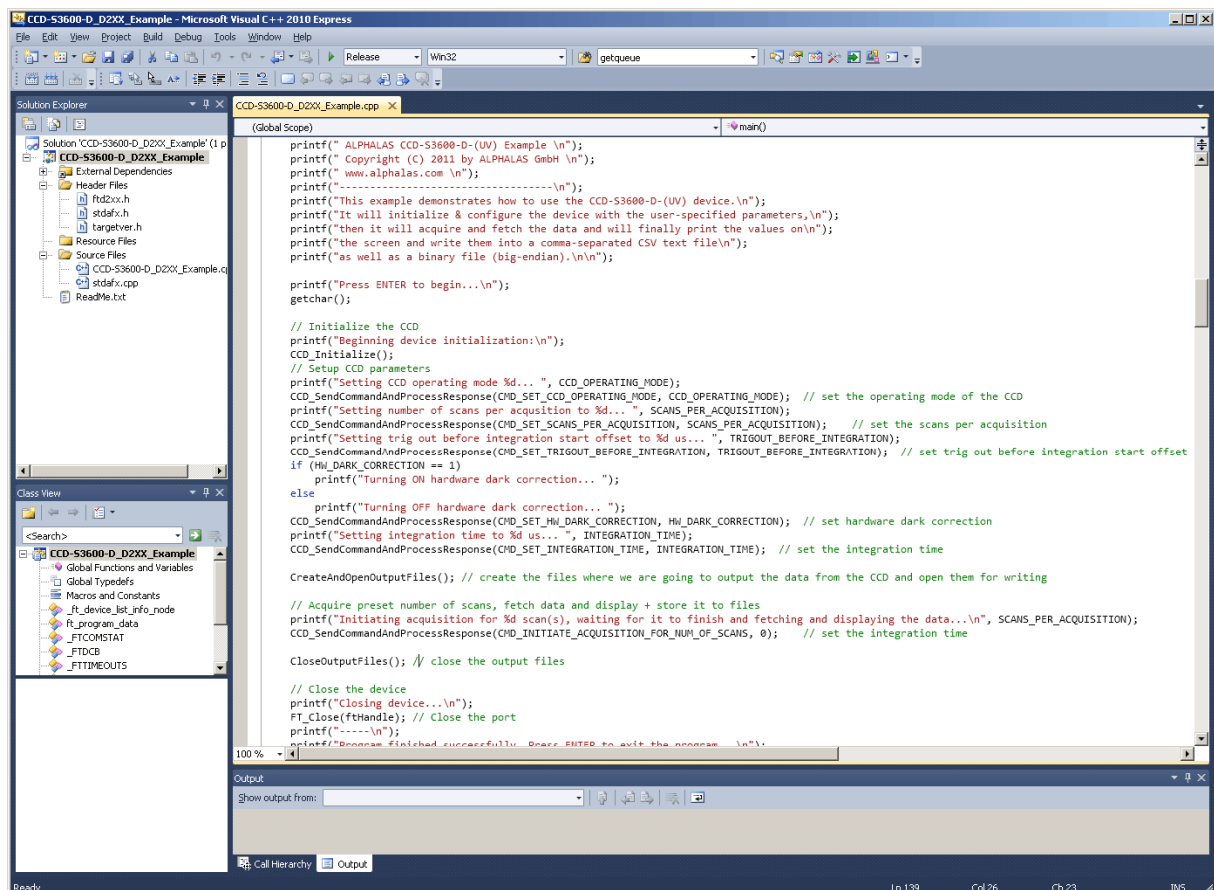 CCD-S3600-D_D2XX_Example - Microsoft Visual C++ 2010 Express
File Edit View Project Build Debug Tools Window Help
Release Win32 getqueue
Solution Explorer
Solution 'CCD-S3600-D_D2XX_Example' (1 p
CCD-S3600-D_D2XX_Example
External Dependencies
Header Files
ftd2xx.h
stdafx.h
targetver.h
Resource Files
Source Files
CCD-S3600-D_D2XX_Example.c
stdafx.cpp
ReadMe.txt
Class View
<Search>
CCD-S3600-D_D2XX_Example
Global Functions and Variables
Global Typedefs
Macros and Constants
_ft_device_list_info_node
ft_program_data
_FTCOMSTAT
_FTDCB
_FTTIMEOUTS
CCD-S3600-D_D2XX_Example.cpp
(Global Scope) main()
printf(" ALPHALAS CCD-S3600-D-(UV) Example \n");
printf(" Copyright (C) 2011 by ALPHALAS GmbH \n");
printf(" www.alphalas.com \n");
printf("-----------------------------------\n");
printf("This example demonstrates how to use the CCD-S3600-D-(UV) device.\n");
printf("It will initialize & configure the device with the user-specified parameters,\n");
printf("then it will acquire and fetch the data and will finally print the values on\n");
printf("the screen and write them into a comma-separated CSV text file\n");
printf("as well as a binary file (big-endian).\n\n");
printf("Press ENTER to begin...\n");
getchar();
// Initialize the CCD
printf("Beginning device initialization:\n");
CCD_Initialize();
// Setup CCD parameters
printf("Setting CCD operating mode %d... ", CCD_OPERATING_MODE);
CCD_SendCommandAndProcessResponse(CMD_SET_CCD_OPERATING_MODE, CCD_OPERATING_MODE); // set the operating mode of the CCD
printf("Setting number of scans per acqusition to %d... ", SCANS_PER_ACQUISITION);
CCD_SendCommandAndProcessResponse(CMD_SET_SCANS_PER_ACQUISITION, SCANS_PER_ACQUISITION); // set the scans per acquisition
printf("Setting trig out before integration start offset to %d us... ", TRIGOUT_BEFORE_INTEGRATION);
CCD_SendCommandAndProcessResponse(CMD_SET_TRIGOUT_BEFORE_INTEGRATION, TRIGOUT_BEFORE_INTEGRATION); // set trig out before integration start offset
if (HW_DARK_CORRECTION == 1)
printf("Turning ON hardware dark correction... ");
else
printf("Turning OFF hardware dark correction... ");
CCD_SendCommandAndProcessResponse(CMD_SET_HW_DARK_CORRECTION, HW_DARK_CORRECTION); // set hardware dark correction
printf("Setting integration time to %d us... ", INTEGRATION_TIME);
CCD_SendCommandAndProcessResponse(CMD_SET_INTEGRATION_TIME, INTEGRATION_TIME); // set the integration time
CreateAndOpenOutputFiles(); // create the files where we are going to output the data from the CCD and open them for writing
// Acquire preset number of scans, fetch data and display + store it to files
printf("Initiating acquisition for %d scan(s), waiting for it to finish and fetching and displaying the data...\n", SCANS_PER_ACQUISITION);
CCD_SendCommandAndProcessResponse(CMD_INITIATE_ACQUISITION_FOR_NUM_OF_SCANS, 0); // set the integration time
CloseOutputFiles(); // close the output files
// Close the device
printf("Closing device...\n");
FT_Close(ftHandle); // Close the port
printf("-----\n");
printf("Program finished successfully. Press ENTER to exit the program...\n");
100 %
Output
Show output from:
Call Hierarchy Output
Ready Ln 139 Col 26 Ch 23 INS